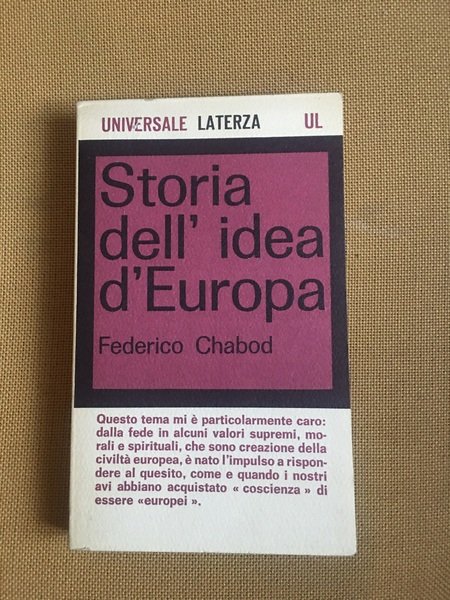 UNIVERSALE LATERZA UL
Storia
dell' idea
d'Europa
Federico Chabod
Questo tema mi è particolarmente caro:
dalla fede in alcuni valori supremi, mo-
rali e spirituali, che sono creazione della
civiltà europea, è nato l'impulso a rispon-
dere al quesito, come e quando i nostri
avi abbiano acquistato « coscienza » di
essere «europei ».